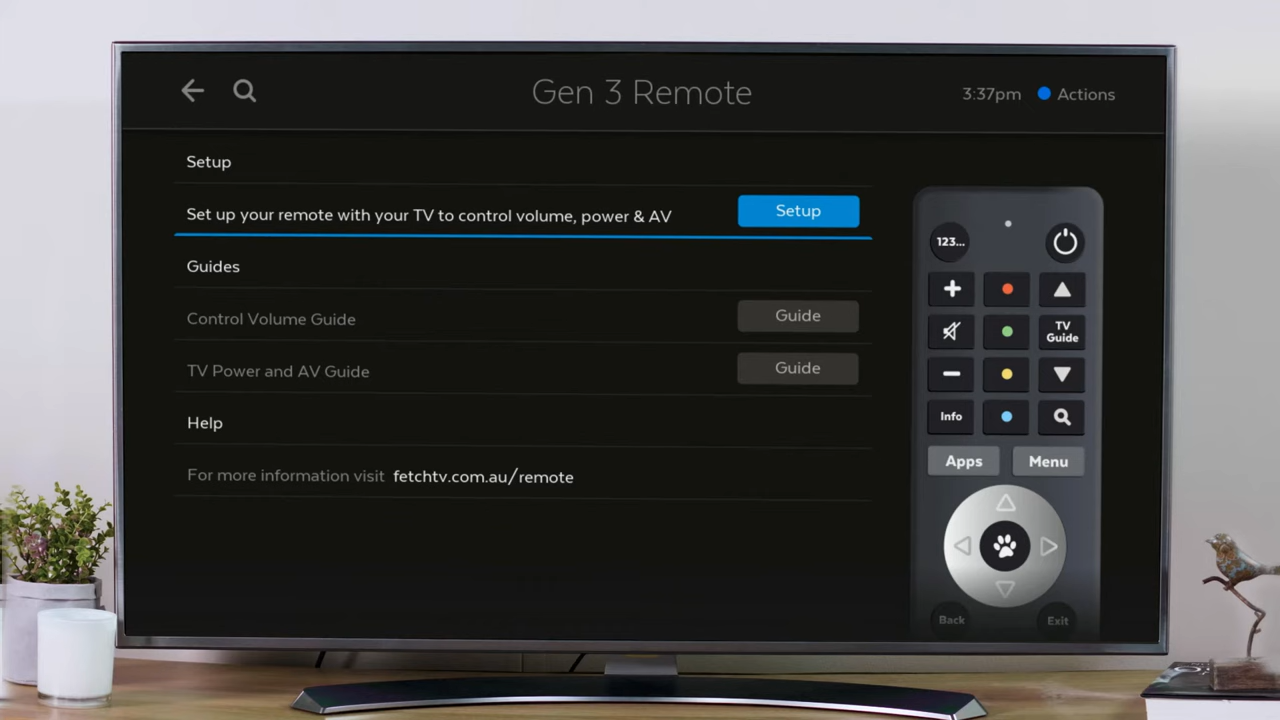 Gen 3 Remote
3:37pm Actions
Setup
Set up your remote with your TV to control volume, power & AV Setup
Guides
Control Volume Guide Guide
TV Power and AV Guide Guide
Help
For more information visit fetchtv.com.au/remote
123...
TV
Guide
Info
Apps Menu
Back Exit